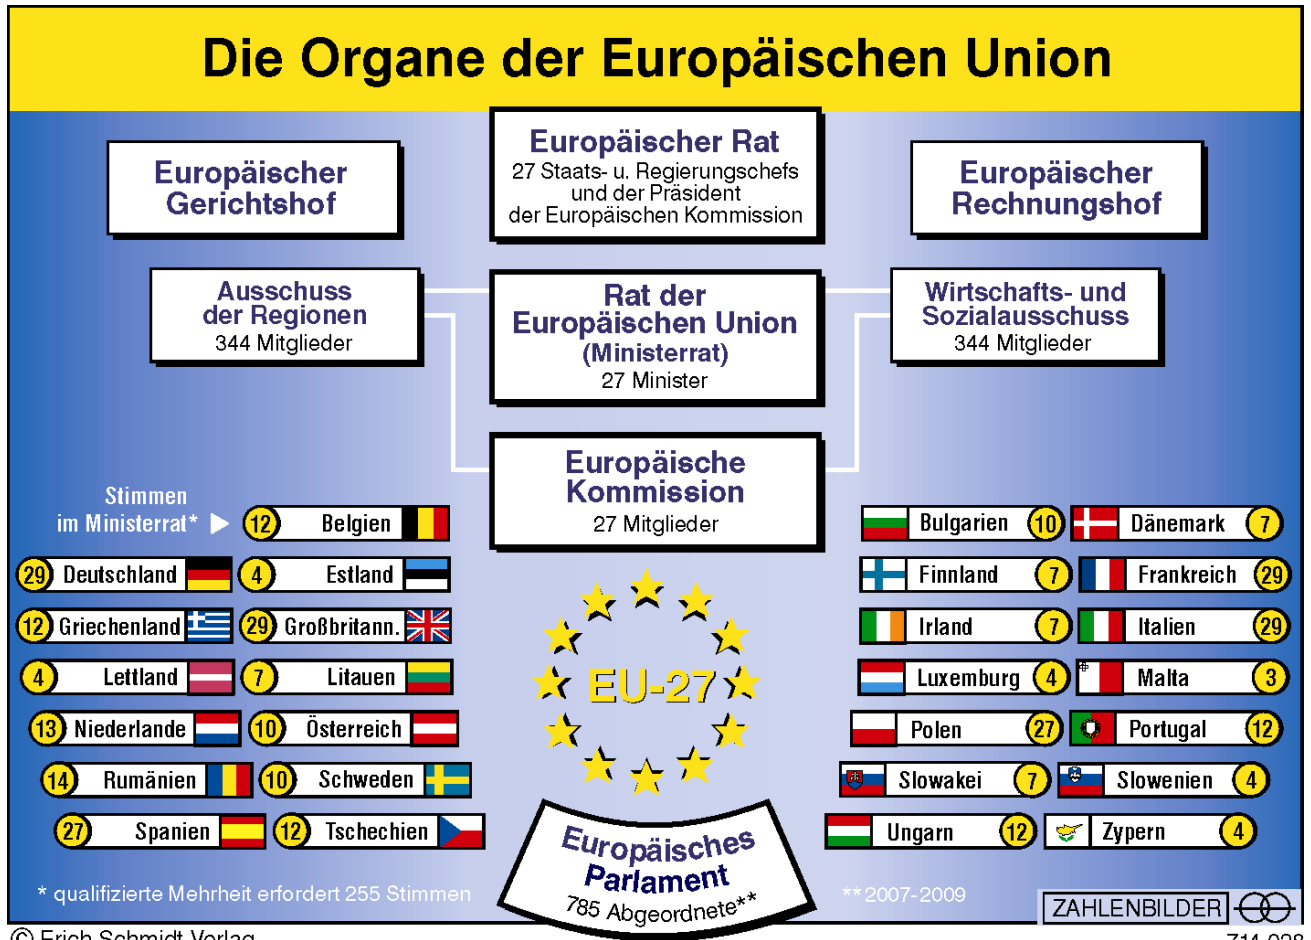 Die Organe der Europäischen Union
Europäischer
Gerichtshof
Europäischer Rat
27 Staats- u. Regierungschefs
und der Präsident
der Europäischen Kommission
Europäischer
Rechnungshof
Ausschuss
der Regionen
344 Mitglieder
Rat der
Europäischen Union
(Ministerrat)
27 Minister
Wirtschafts- und
Sozialausschuss
344 Mitglieder
Europäische
Kommission
27 Mitglieder
Stimmen
im Ministerrat*
12 Belgien
29 Deutschland
4 Estland
12 Griechenland
29 Großbritann.
4 Lettland
7 Litauen
13 Niederlande
10 Österreich
14 Rumänien
10 Schweden
27 Spanien
12 Tschechien
Bulgarien 10
Dänemark 7
Finnland 7
Frankreich 29
Irland 7
Italien 29
Luxemburg 4
Malta 3
Polen 27
Portugal 12
Slowakei 7
Slowenien 4
Ungarn 12
Zypern 4
EU-27
Europäisches
Parlament
785 Abgeordnete**
* qualifizierte Mehrheit erfordert 255 Stimmen
**2007-2009
ZAHLENBILDER
© Erich Schmidt Verlag
714 028